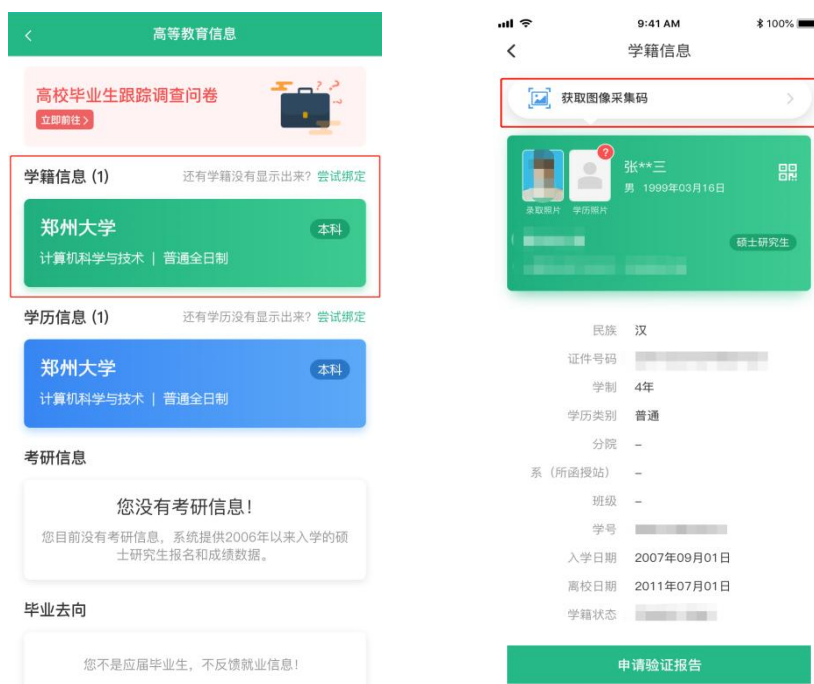 高等教育信息
高校毕业生跟踪调查问卷
立即前往>
学籍信息 (1) 还有学籍没有显示出来？尝试绑定
郑州大学 本科
计算机科学与技术 | 普通全日制
学历信息 (1) 还有学历没有显示出来？尝试绑定
郑州大学 本科
计算机科学与技术 | 普通全日制
考研信息
您没有考研信息！
您目前没有考研信息，系统提供2006年以来入学的硕
士研究生报名和成绩数据。
毕业去向
您不是应届毕业生，不反馈就业信息！
9:41 AM 100%
学籍信息
获取图像采集码
?
张**三
男 1999年03月16日
录取照片 学历照片
硕士研究生
民族 汉
证件号码
学制 4年
学历类别 普通
分院 –
系（所函授站） –
班级 –
学号
入学日期 2007年09月01日
离校日期 2011年07月01日
学籍状态
申请验证报告